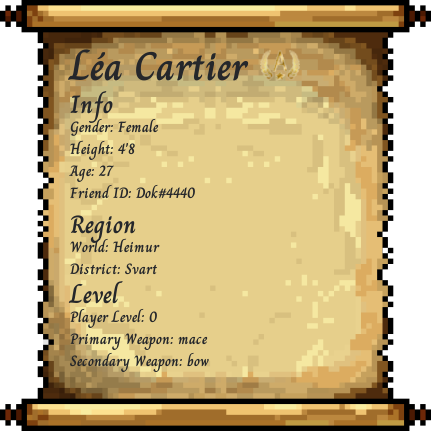 Léa Cartier
Info
Gender: Female
Height: 4'8
Age: 27
Friend ID: Dok#4440
Region
World: Heimur
District: Svart
Level
Player Level: 0
Primary Weapon: mace
Secondary Weapon: bow